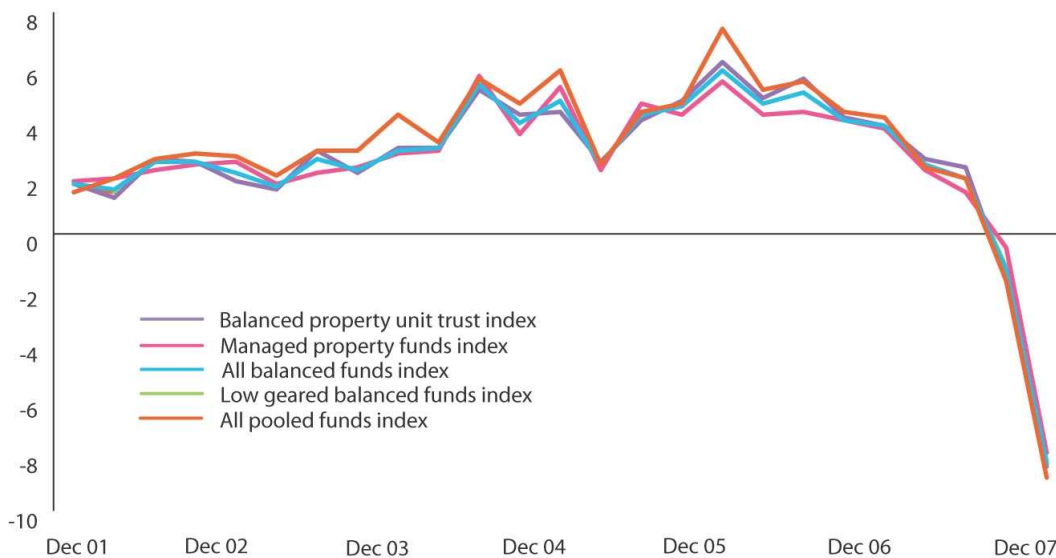 8
6
4
2
0
-2
-4
-6
-8
-10
Balanced property unit trust index
Managed property funds index
All balanced funds index
Low geared balanced funds index
All pooled funds index
Dec 01 Dec 02 Dec 03 Dec 04 Dec 05 Dec 06 Dec 07